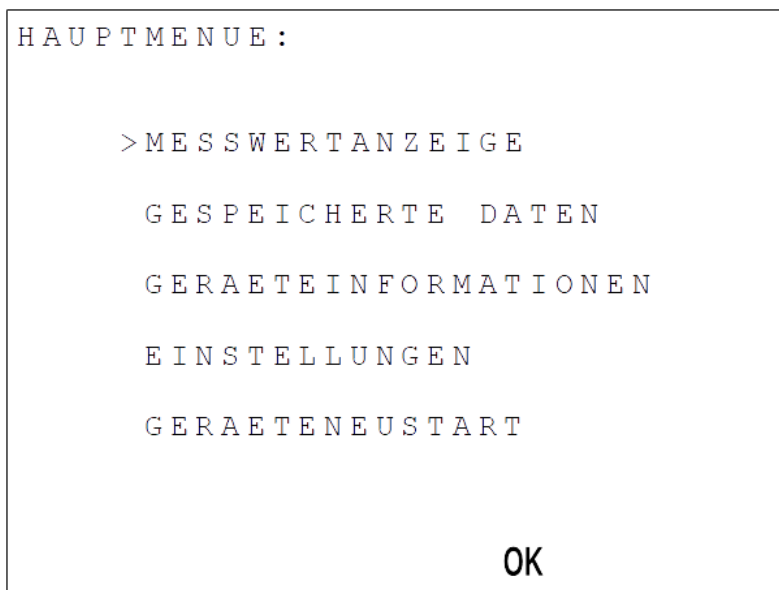 HAUPTMENUE:
>MESSWERTANZEIGE
GESPEICHERTE DATEN
GERAETEINFORMATIONEN
EINSTELLUNGEN
GERAETENEUSTART
OK